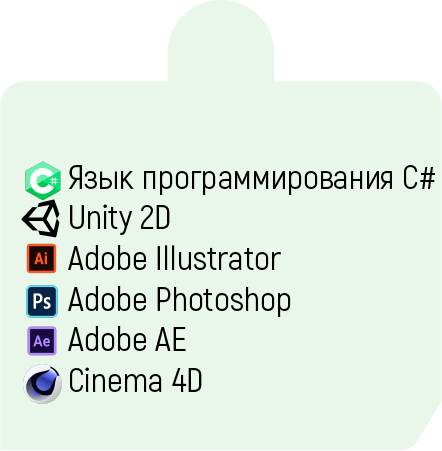 Язык программирования C#
Unity 2D
Ai Adobe Illustrator
Ps Adobe Photoshop
Ae Adobe AE
Cinema 4D